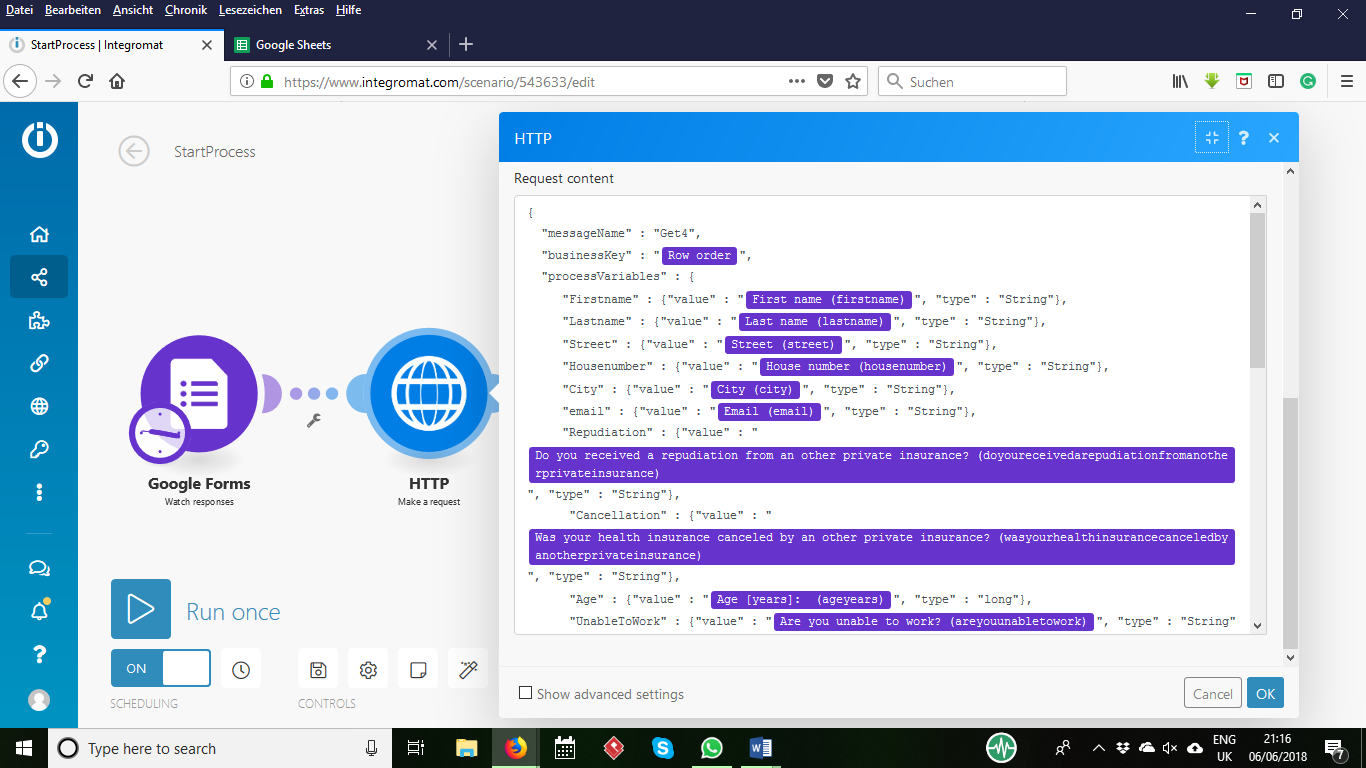 Datei Bearbeiten Ansicht Chronik Lesezeichen Extras Hilfe
StartProcess | Integromat
Google Sheets
https://www.integromat.com/scenario/543633/edit
Suchen
StartProcess
HTTP
Request content
{
"messageName" : "Get4",
"businessKey" : " Row order ",
"processVariables" : {
"Firstname" : {"value" : " First name (firstname) ", "type" : "String"},
"Lastname" : {"value" : " Last name (lastname) ", "type" : "String"},
"Street" : {"value" : " Street (street) ", "type" : "String"},
"Housenumber" : {"value" : " House number (housenumber) ", "type" : "String"},
"City" : {"value" : " City (city) ", "type" : "String"},
"email" : {"value" : " Email (email) ", "type" : "String"},
"Repudiation" : {"value" : "
Do you received a repudiation from an other private insurance? (doyoureceivedarepudiationfromanothe
rprivateinsurance)
", "type" : "String"},
"Cancellation" : {"value" : "
Was your health insurance canceled by an other private insurance? (wasyourhealthinsurancecanceledby
anotherprivateinsurance)
", "type" : "String"},
"Age" : {"value" : " Age [years]: (ageyears) ", "type" : "long"},
"UnableToWork" : {"value" : " Are you unable to work? (areyouunabletowork) ", "type" : "String"
Google Forms
Watch responses
HTTP
Make a request
Run once
ON
SCHEDULING
CONTROLS
Show advanced settings
Cancel
OK
Type here to search
ENG
UK
21:16
06/06/2018
7